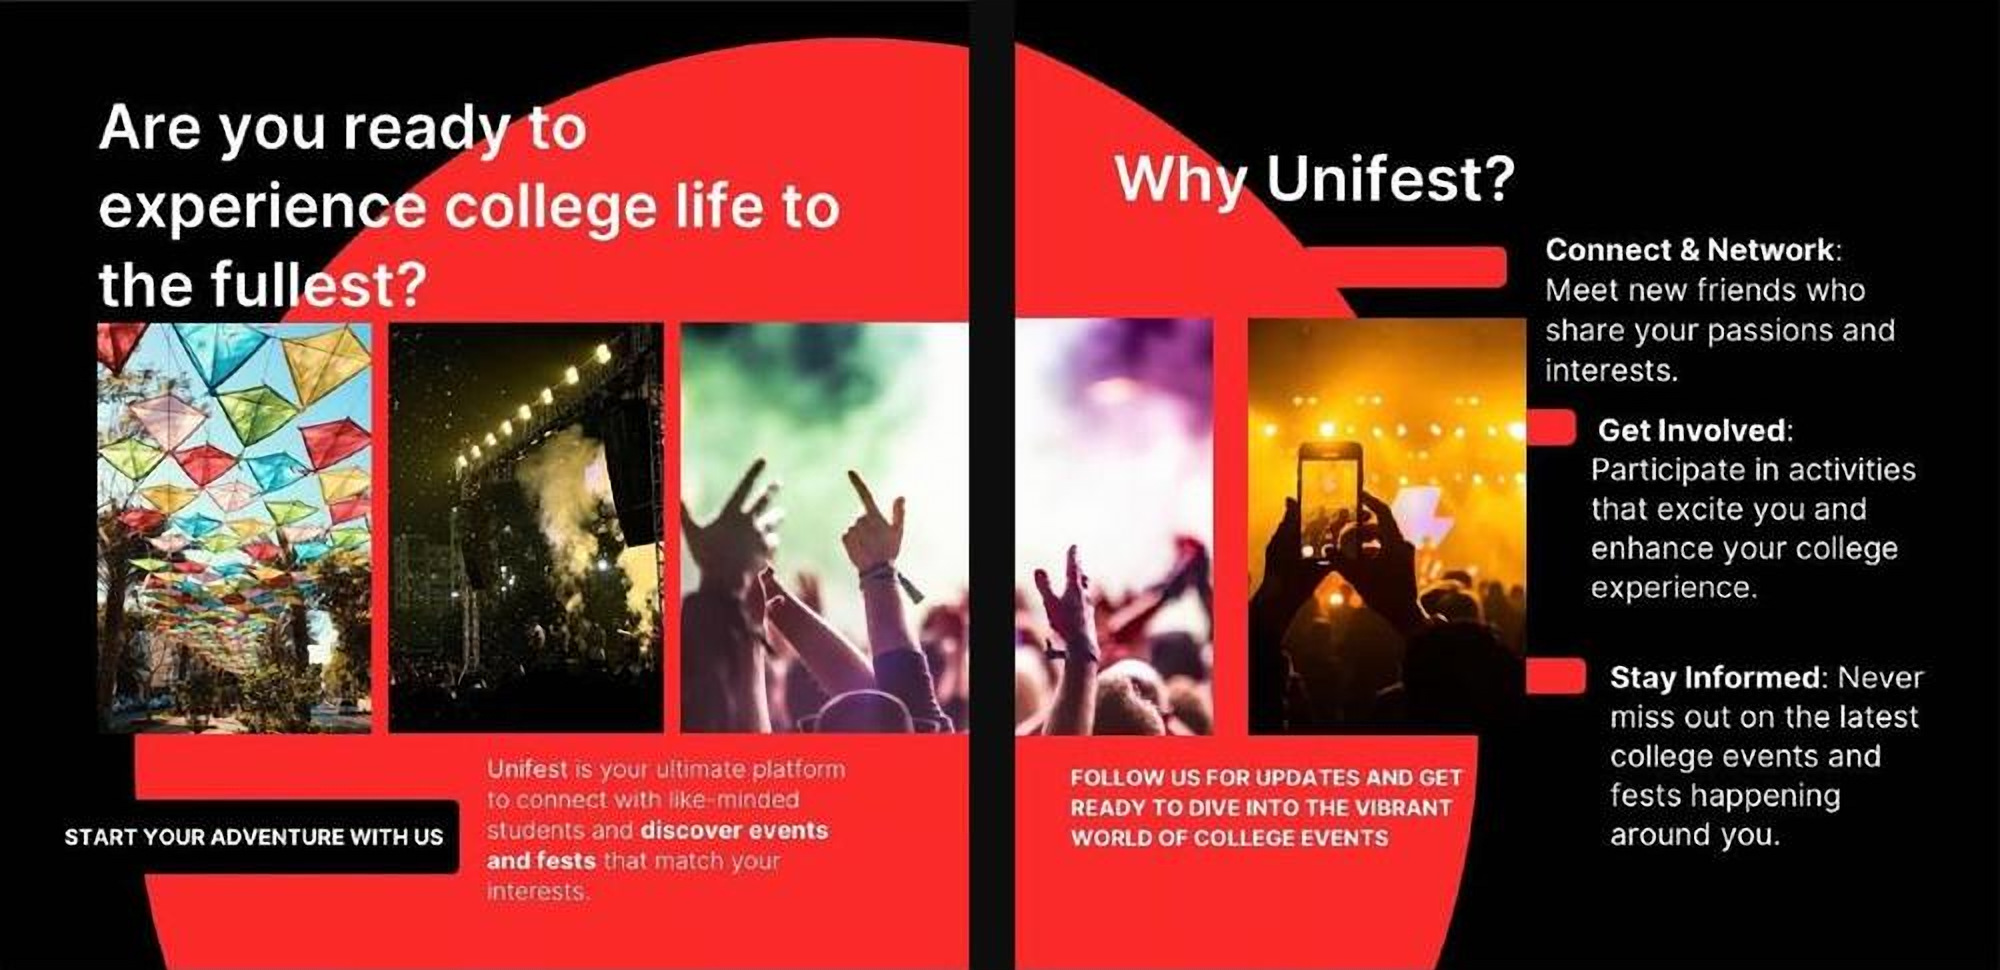 Are you ready to
experience college life to
the fullest?
START YOUR ADVENTURE WITH US
Unifest is your ultimate platform
to connect with like-minded
students and discover events
and fests that match your
interests.
Why Unifest?
Connect & Network:
Meet new friends who
share your passions and
interests.
Get Involved:
Participate in activities
that excite you and
enhance your college
experience.
Stay Informed: Never
miss out on the latest
college events and
fests happening
around you.
FOLLOW US FOR UPDATES AND GET
READY TO DIVE INTO THE VIBRANT
WORLD OF COLLEGE EVENTS